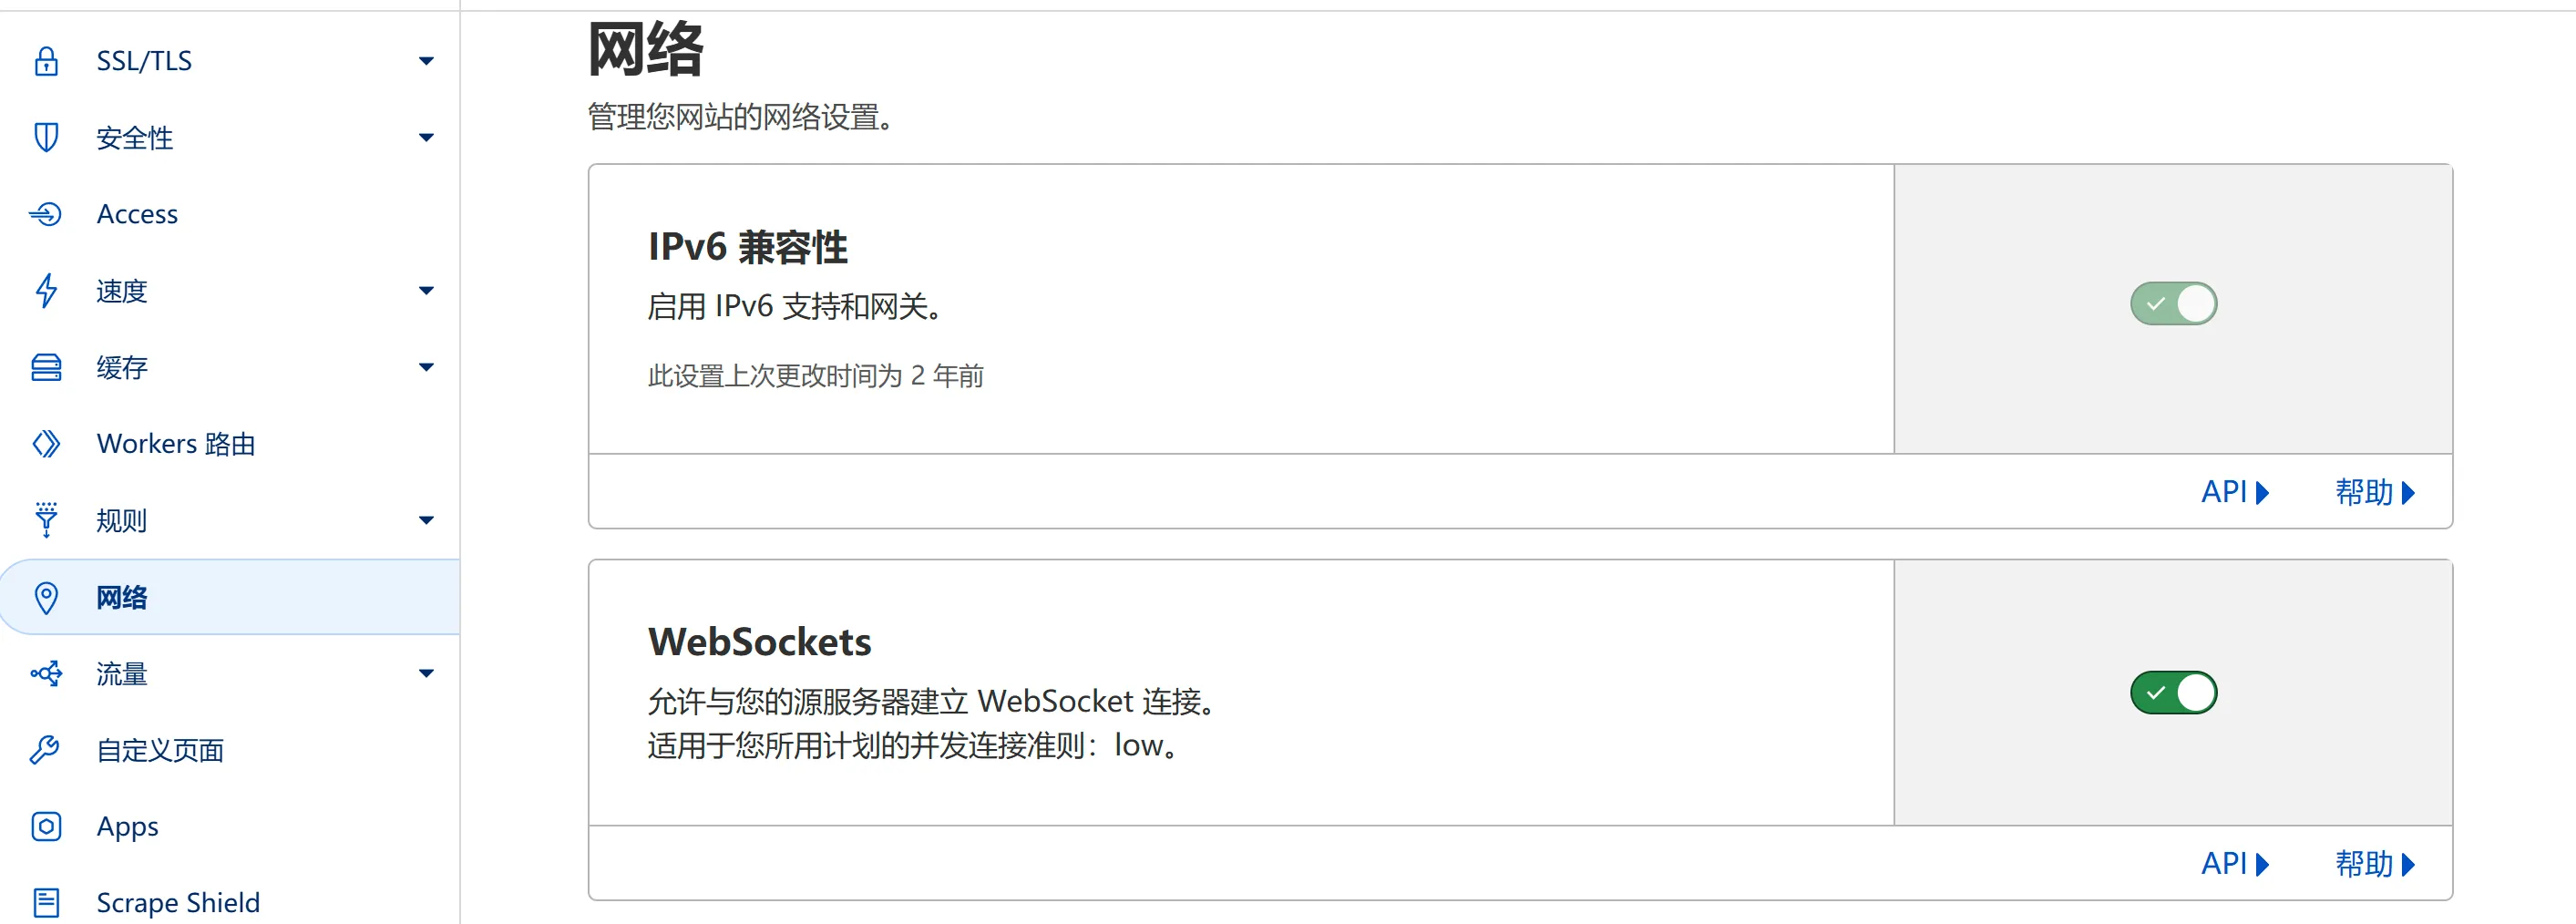 SSL/TLS
安全性
Access
速度
缓存
Workers 路由
规则
网络
流量
自定义页面
Apps
Scrape Shield
网络
管理您网站的网络设置。
IPv6 兼容性
启用 IPv6 支持和网关。
此设置上次更改时间为 2 年前
API
帮助
WebSockets
允许与您的源服务器建立 WebSocket 连接。
适用于您所用计划的并发连接准则：low。
API
帮助